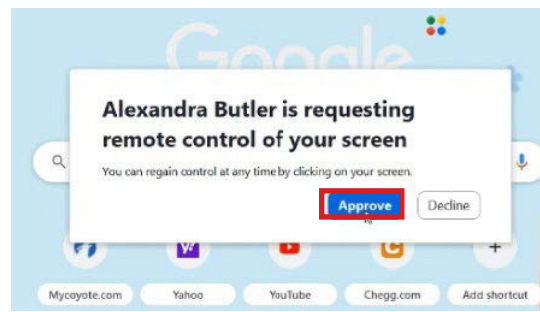 Google
Alexandra Butler is requesting
remote control of your screen
You can regain control at any time by clicking on your screen.
Approve
Decline
Mycoyote.com
Yahoo
YouTube
Chegg.com
Add shortcut